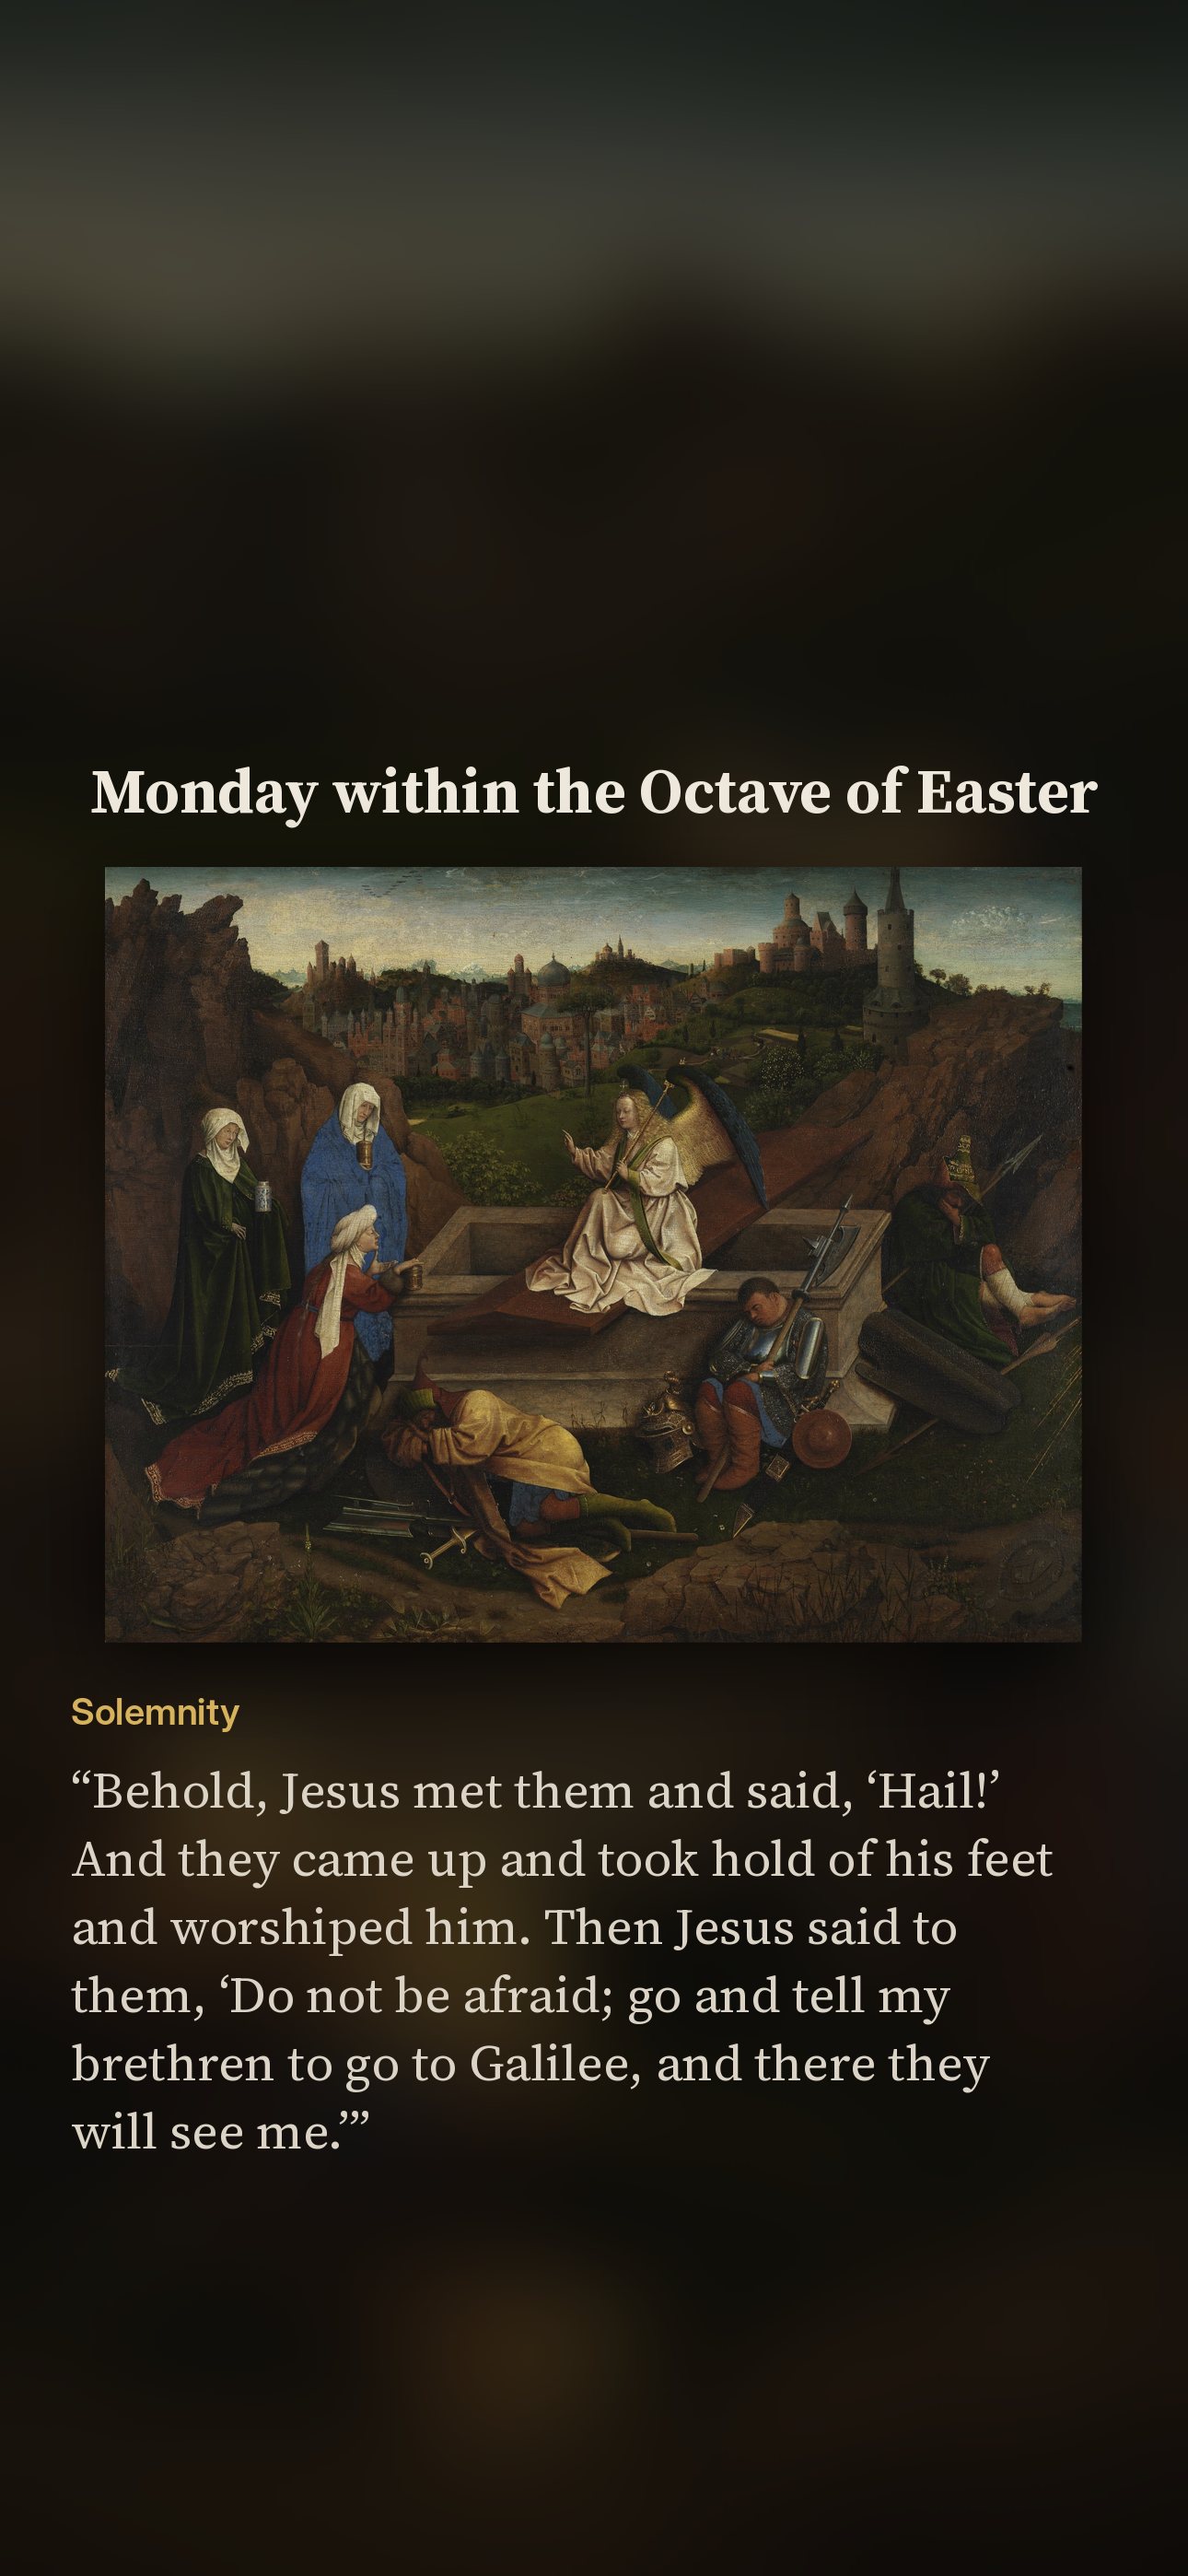 Monday within the Octave of Easter
Solemnity
“Behold, Jesus met them and said, ‘Hail!’
And they came up and took hold of his feet
and worshiped him. Then Jesus said to
them, ‘Do not be afraid; go and tell my
brethren to go to Galilee, and there they
will see me.’”